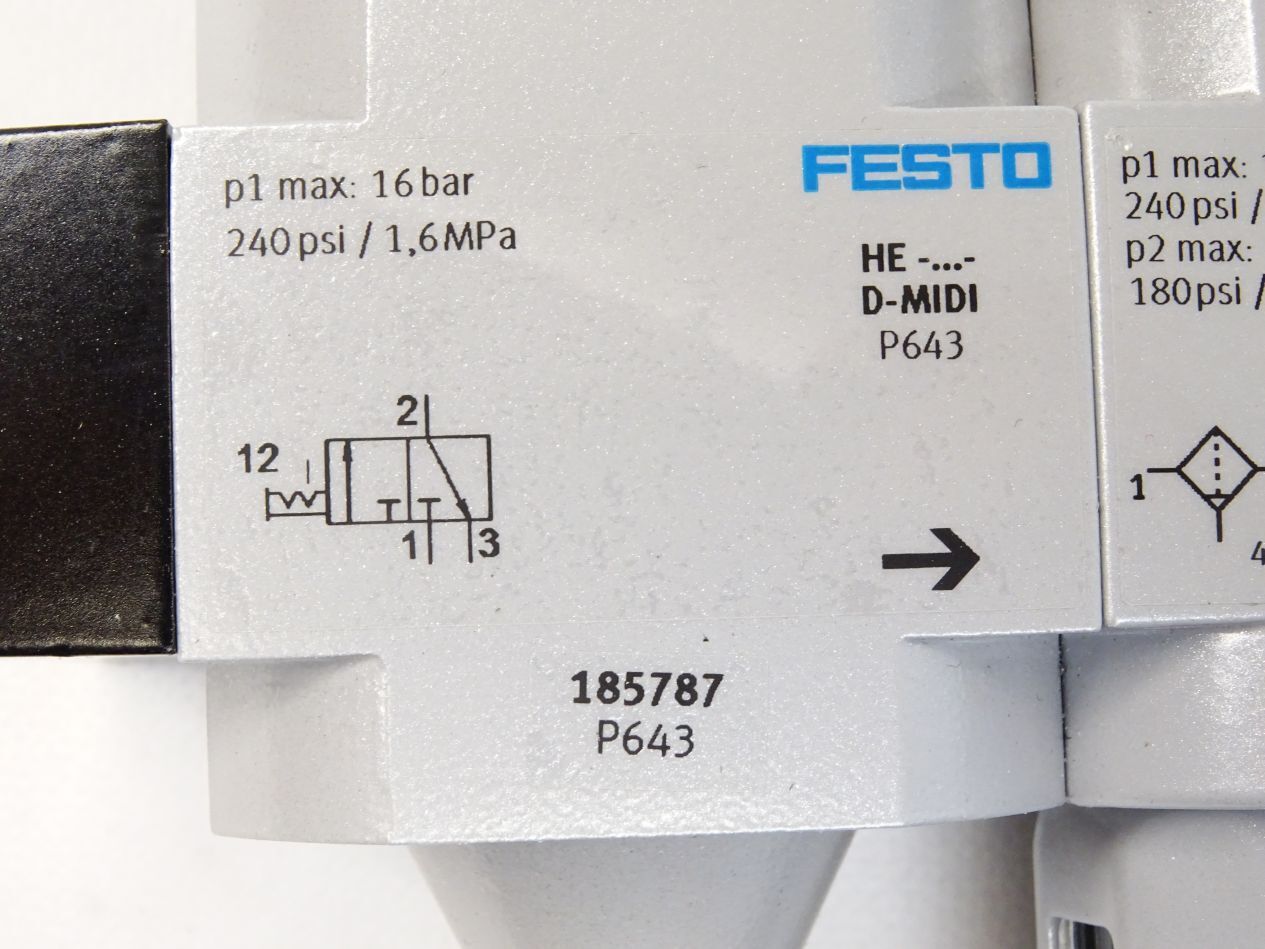 p1 max: 16 bar
240 psi / 1,6 MPa
FESTO
HE -...-
D-MIDI
P643
12
2
1
3
185787
P643
p1 max:
240 psi /
p2 max:
180 psi /
1
4